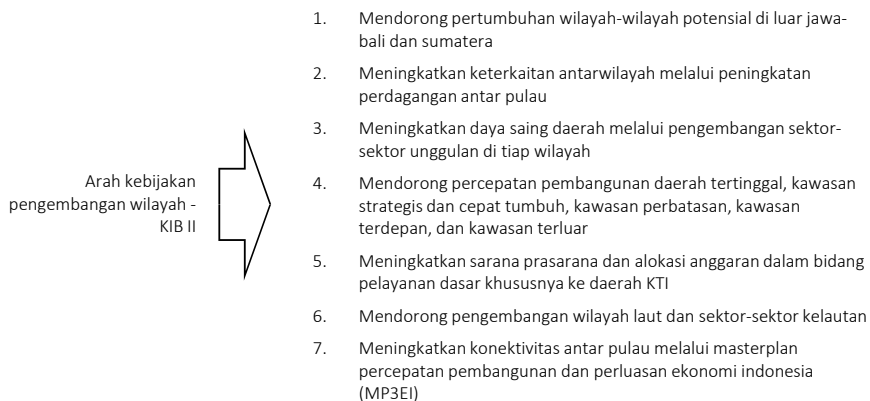 Arah kebijakan
pengembangan wilayah -
KIB II
1. Mendorong pertumbuhan wilayah-wilayah potensial di luar jawa-
bali dan sumatera
2. Meningkatkan keterkaitan antarwilayah melalui peningkatan
perdagangan antar pulau
3. Meningkatkan daya saing daerah melalui pengembangan sektor-
sektor unggulan di tiap wilayah
4. Mendorong percepatan pembangunan daerah tertinggal, kawasan
strategis dan cepat tumbuh, kawasan perbatasan, kawasan
terdepan, dan kawasan terluar
5. Meningkatkan sarana prasarana dan alokasi anggaran dalam bidang
pelayanan dasar khususnya ke daerah KTI
6. Mendorong pengembangan wilayah laut dan sektor-sektor kelautan
7. Meningkatkan konektivitas antar pulau melalui masterplan
percepatan pembangunan dan perluasan ekonomi indonesia
(MP3EI)